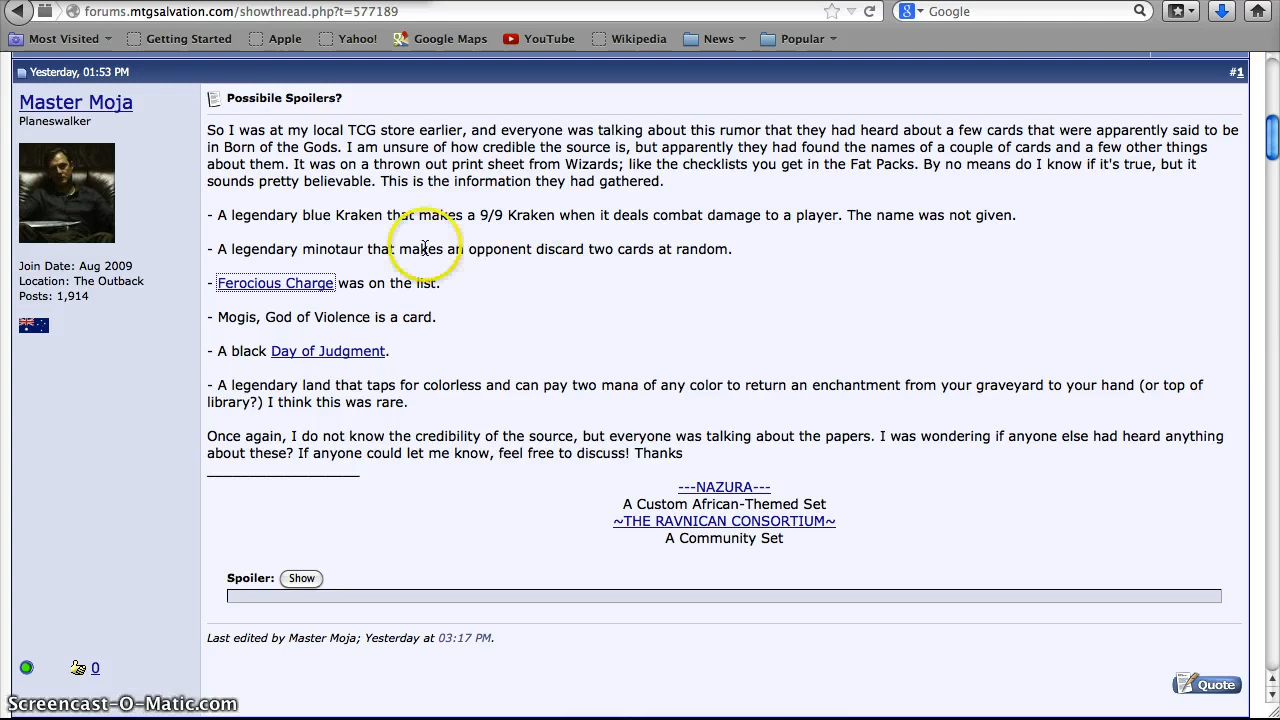 forums.mtgsalvation.com/showthread.php?t=577189
Google
Most Visited
Getting Started
Apple
Yahoo!
Google Maps
YouTube
Wikipedia
News
Popular
Yesterday, 01:53 PM
#1
Master Moja
Planeswalker
Join Date: Aug 2009
Location: The Outback
Posts: 1,914
0
Possibile Spoilers?
So I was at my local TCG store earlier, and everyone was talking about this rumor that they had heard about a few cards that were apparently said to be
in Born of the Gods. I am unsure of how credible the source is, but apparently they had found the names of a couple of cards and a few other things
about them. It was on a thrown out print sheet from Wizards; like the checklists you get in the Fat Packs. By no means do I know if it's true, but it
sounds pretty believable. This is the information they had gathered.
- A legendary blue Kraken that makes a 9/9 Kraken when it deals combat damage to a player. The name was not given.
- A legendary minotaur that makes an opponent discard two cards at random.
- Ferocious Charge was on the list.
- Mogis, God of Violence is a card.
- A black Day of Judgment.
- A legendary land that taps for colorless and can pay two mana of any color to return an enchantment from your graveyard to your hand (or top of
library?) I think this was rare.
Once again, I do not know the credibility of the source, but everyone was talking about the papers. I was wondering if anyone else had heard anything
about these? If anyone could let me know, feel free to discuss! Thanks
---NAZURA---
A Custom African-Themed Set
~THE RAVNICAN CONSORTIUM~
A Community Set
Spoiler: Show
Last edited by Master Moja; Yesterday at 03:17 PM.
Quote
Screencast-O-Matic.com